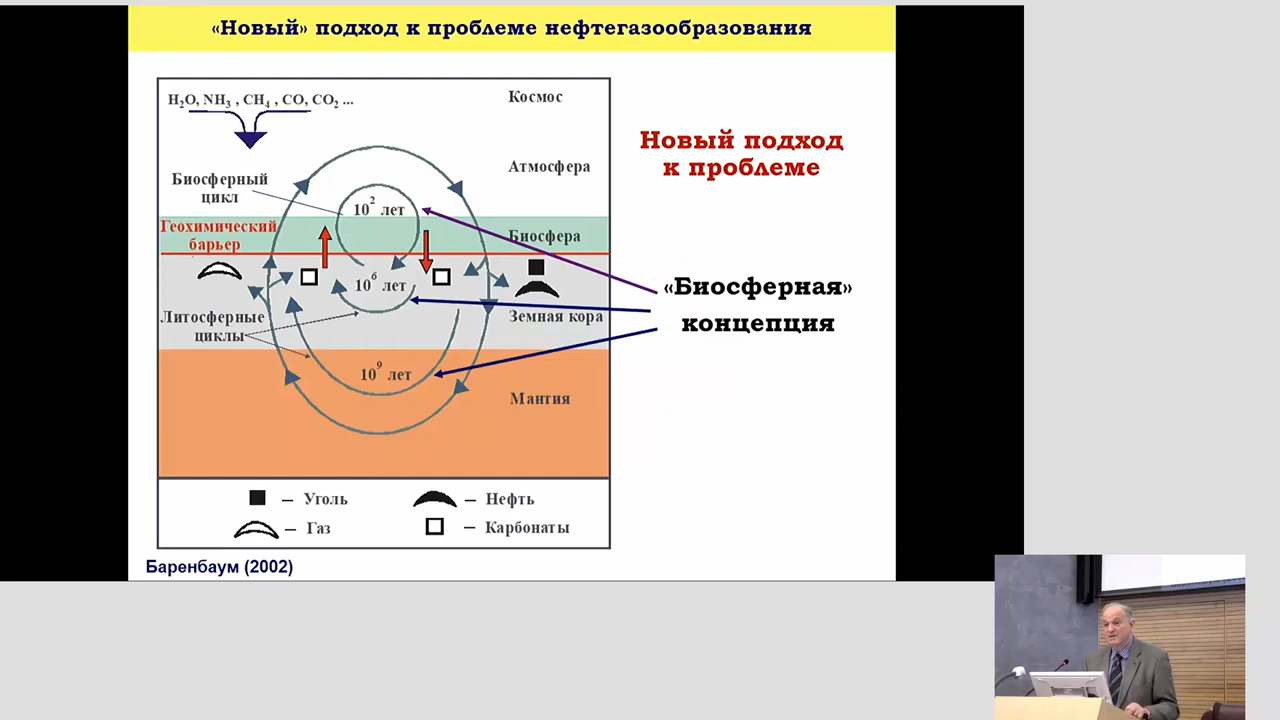 «Новый» подход к проблеме нефтегазообразования
H₂O, NH₃ , CH₄ , CO, CO₂ ...
Космос
Атмосфера
Новый подход
к проблеме
Биосферный
цикл
10² лет
Геохимический
барьер
Биосфера
10⁶ лет
«Биосферная»
концепция
Литосферные
циклы
Земная кора
10⁹ лет
Мантия
– Уголь
– Нефть
– Газ
– Карбонаты
Баренбаум (2002)